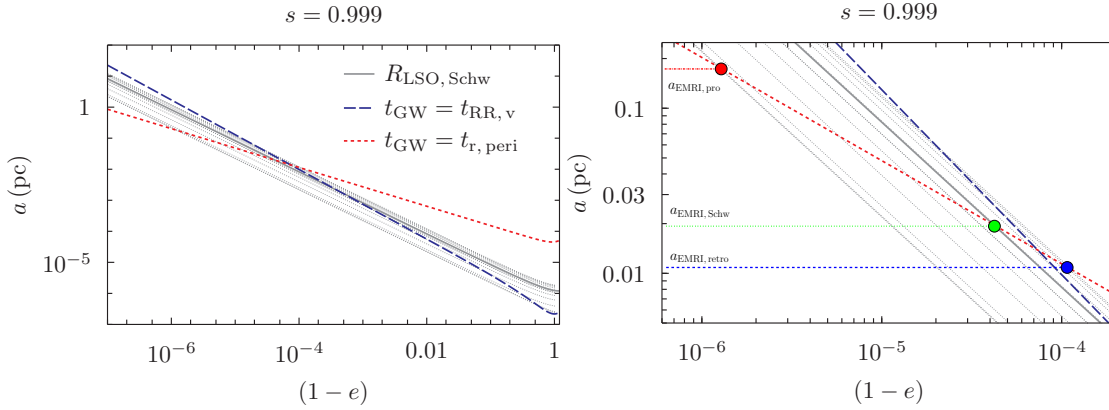 s = 0.999
R_LSO, Schw
t_GW = t_RR, v
t_GW = t_r, peri
a (pc)
1
10^−5
10^−6
10^−4
0.01
1
(1 − e)
s = 0.999
a_EMRI, pro
a_EMRI, Schw
a_EMRI, retro
a (pc)
0.1
0.03
0.01
10^−6
10^−5
10^−4
(1 − e)